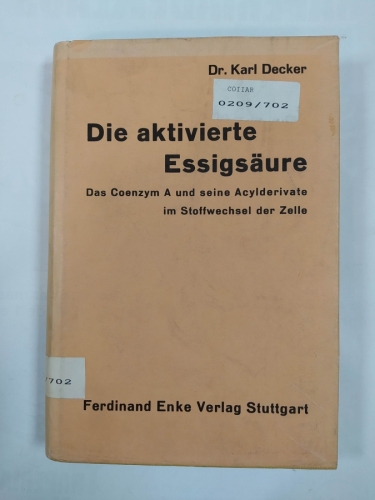 Dr. Karl Decker
COIIAR
0209/702
Die aktivierte
Essigsäure
Das Coenzym A und seine Acylderivate
im Stoffwechsel der Zelle
/702
Ferdinand Enke Verlag Stuttgart